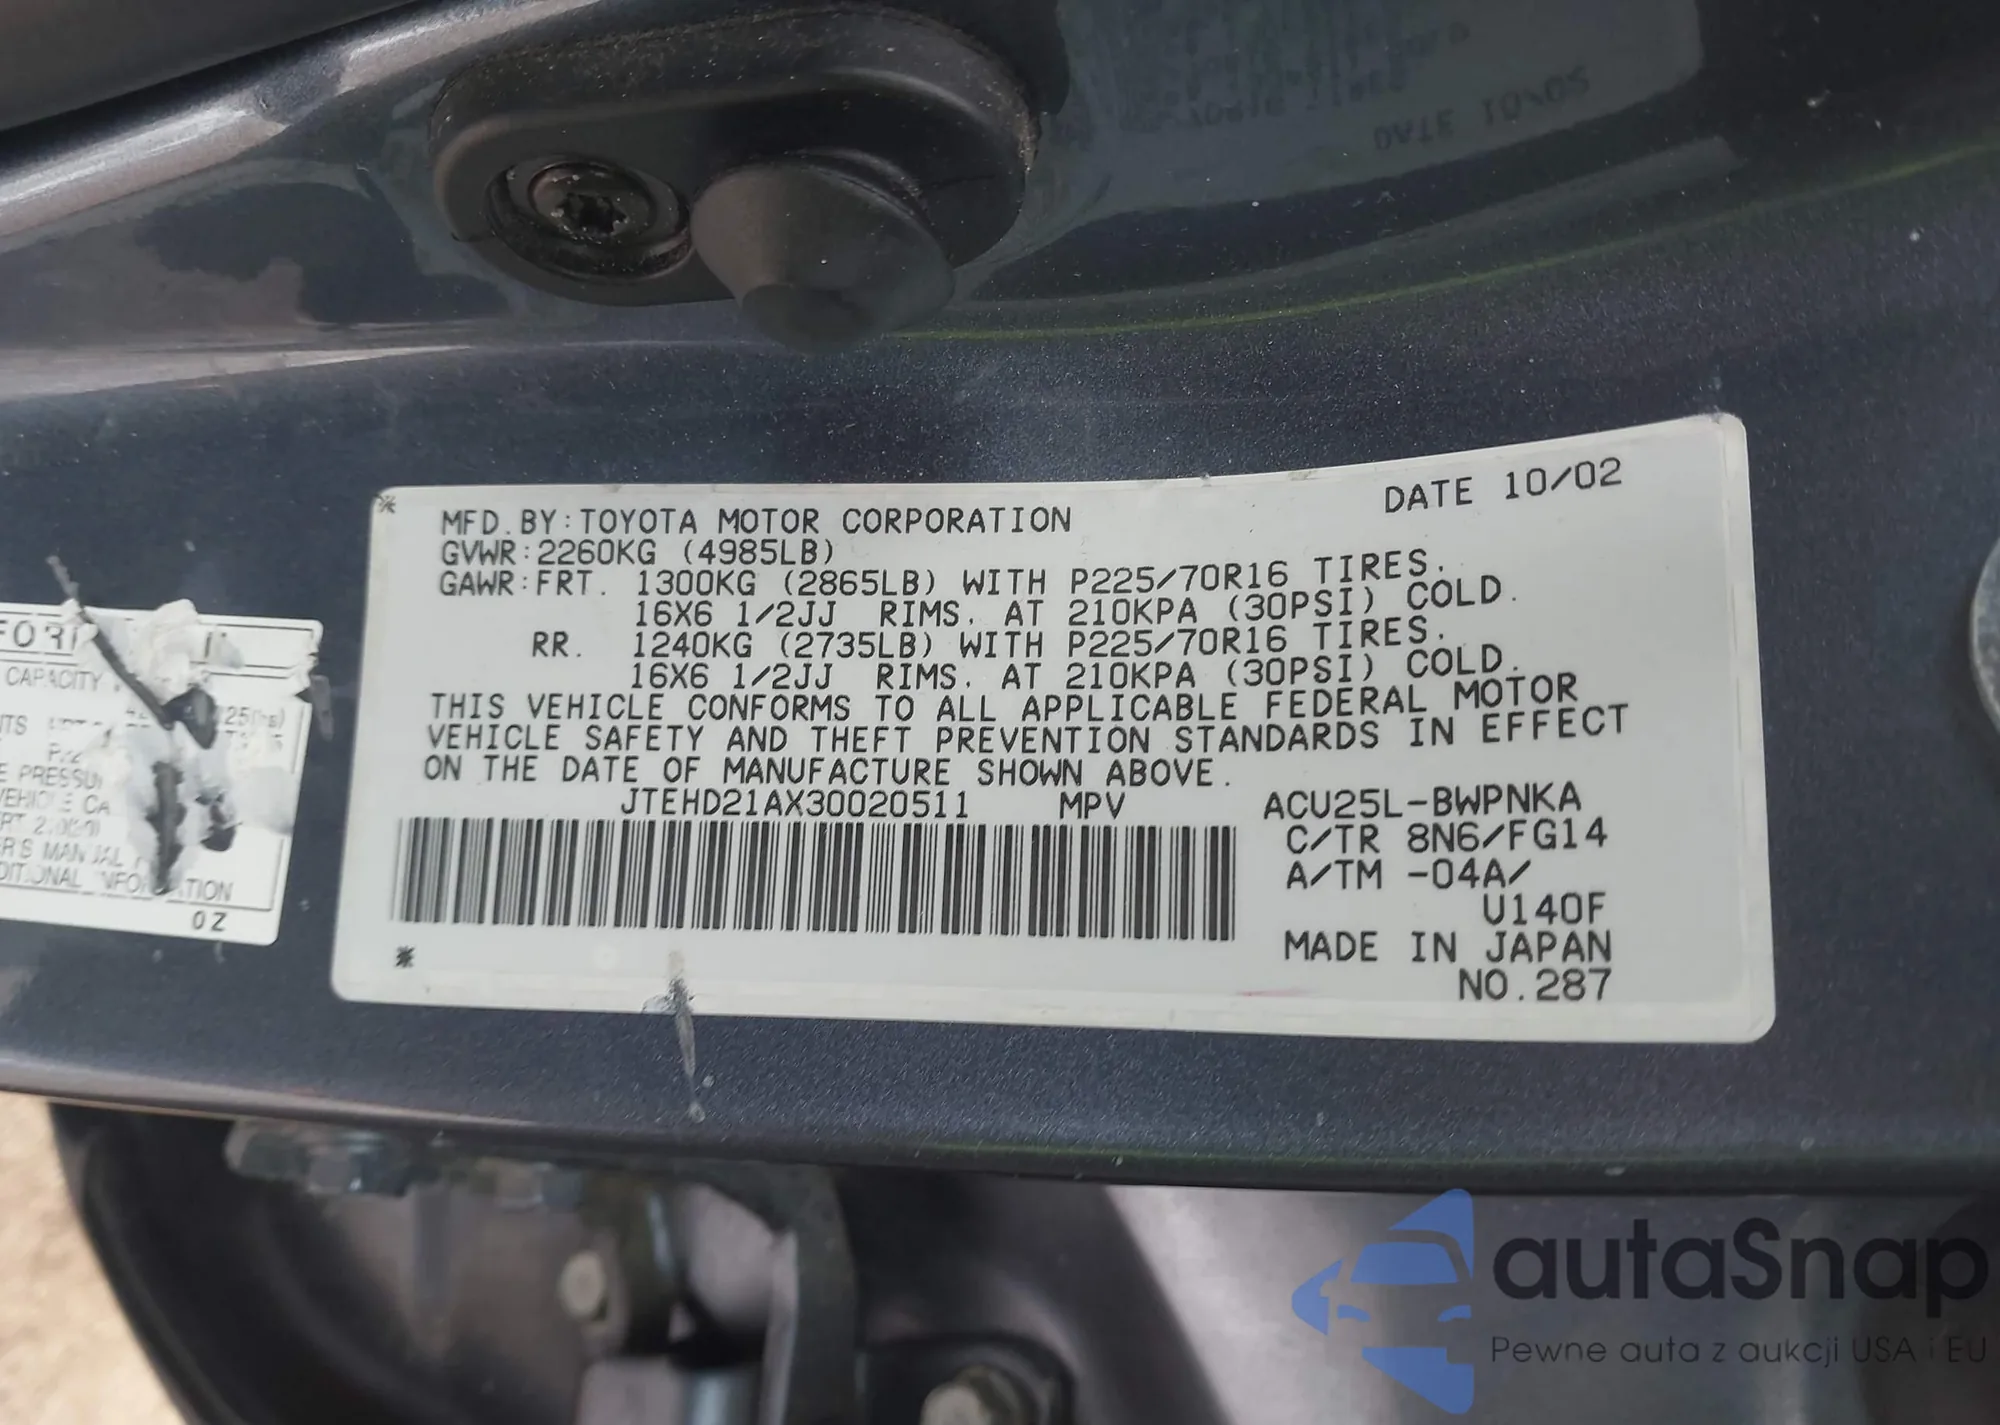 DATE 10/02
MFD.BY:TOYOTA MOTOR CORPORATION
GVWR:2260KG (4985LB)
GAWR:FRT. 1300KG (2865LB) WITH P225/70R16 TIRES.
16X6 1/2JJ RIMS. AT 210KPA (30PSI) COLD.
RR. 1240KG (2735LB) WITH P225/70R16 TIRES.
16X6 1/2JJ RIMS. AT 210KPA (30PSI) COLD.
THIS VEHICLE CONFORMS TO ALL APPLICABLE FEDERAL MOTOR
VEHICLE SAFETY AND THEFT PREVENTION STANDARDS IN EFFECT
ON THE DATE OF MANUFACTURE SHOWN ABOVE.
JTEHD21AX30020511 MPV ACU25L-BWPNKA
C/TR 8N6/FG14
A/TM -04A/
U140F
MADE IN JAPAN
NO.287
CAPACITY
02
autaSnap
Pewne auta z aukcji USA i EU